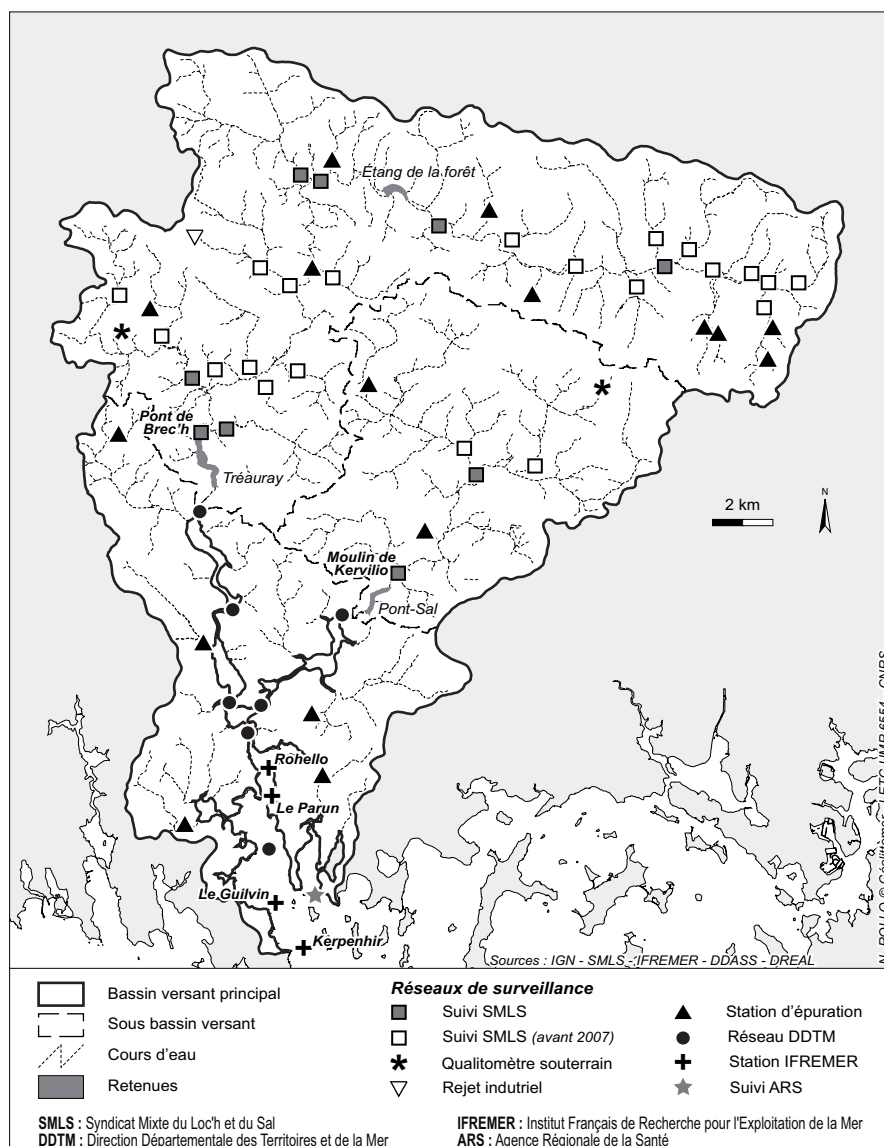 Étang de la forêt
Pont de
Brec'h
Tréauray
2 km
N
Moulin de
Kervilio
Pont-Sal
Rohello
Le Parun
Le Guilvin
Kerpenhir
Sources : IGN - SMLS - IFREMER - DDASS - DREAL
Bassin versant principal
Sous bassin versant
Cours d'eau
Retenues
Réseaux de surveillance
Suivi SMLS
Suivi SMLS (avant 2007)
Qualitomètre souterrain
Rejet indutriel
Station d'épuration
Réseau DDTM
Station IFREMER
Suivi ARS
SMLS : Syndicat Mixte du Loc'h et du Sal
DDTM : Direction Départementale des Territoires et de la Mer
IFREMER : Institut Français de Recherche pour l'Exploitation de la Mer
ARS : Agence Régionale de la Santé